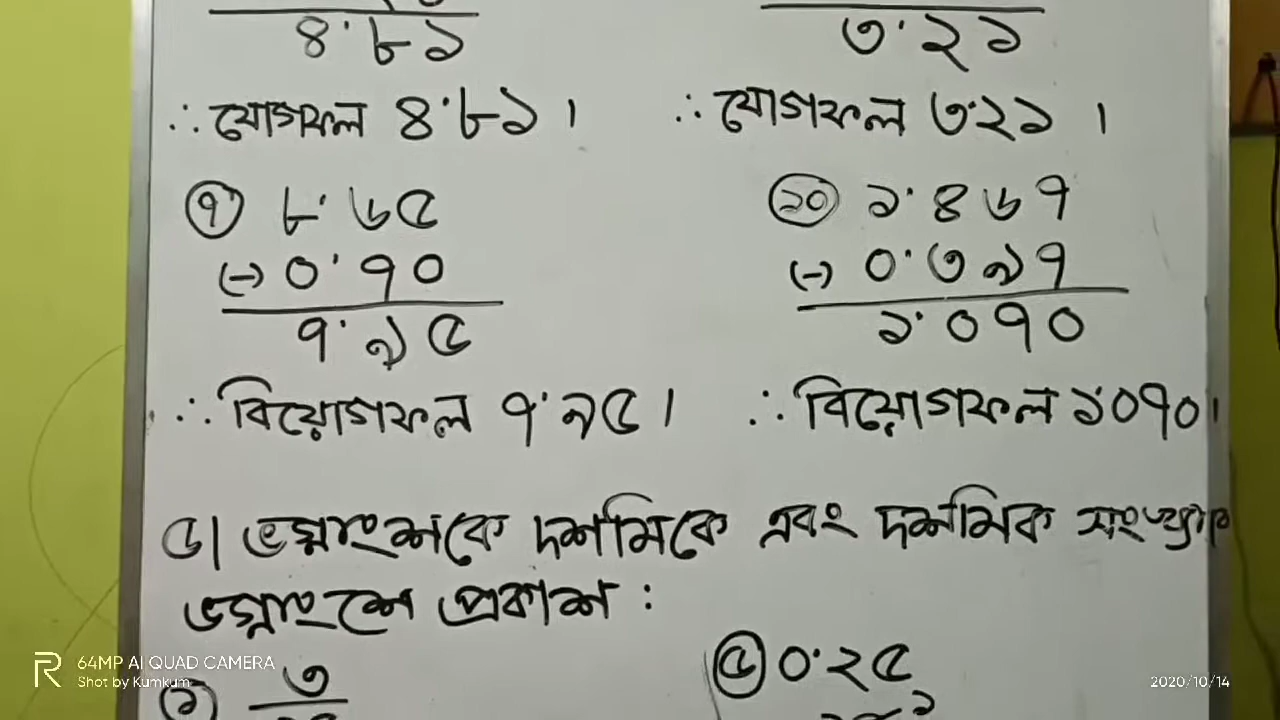 ৪.৮১
∴ যোগফল ৪.৮১।
৭ ৮.৬৫
(-) ০.৭০
৭.৯৫
∴ বিয়োগফল ৭.৯৫।
৩.২১
∴ যোগফল ৩.২১।
১০ ১.৪৬৭
(-) ০.৩৯৭
১.০৭০
∴ বিয়োগফল ১.০৭০।
৫। ভগ্নাংশকে দশমিকে এবং দশমিক সংখ্যাকে
ভগ্নাংশে প্রকাশ :
৩
৫ ০.২৫
64MP AI QUAD CAMERA
Shot by Kumkum
2020/10/14